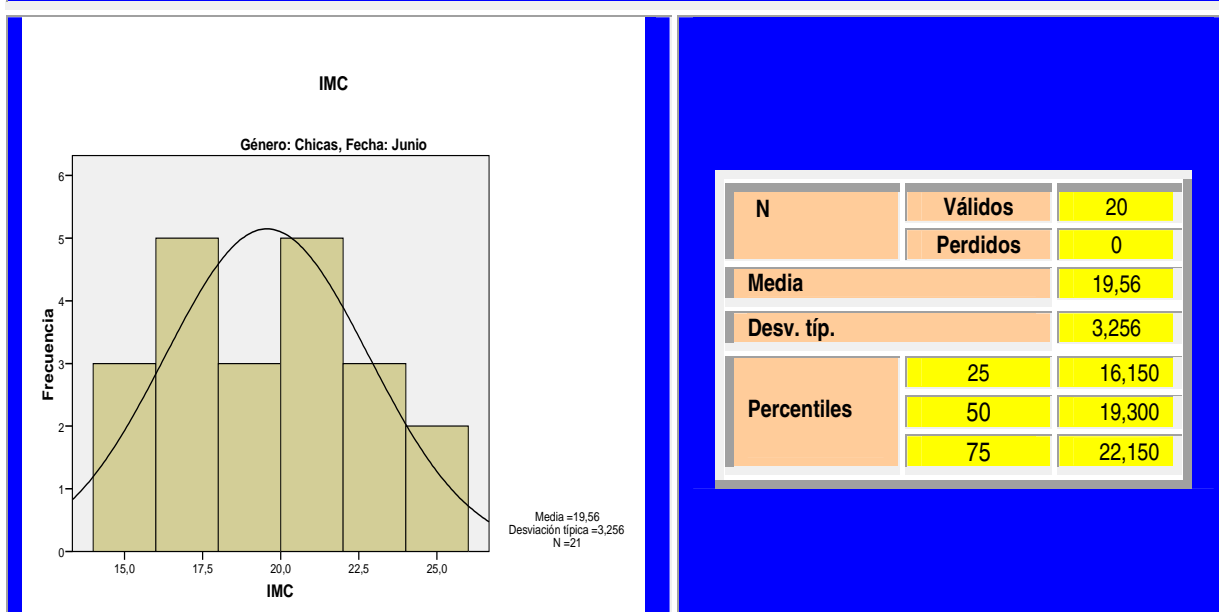 IMC
Género: Chicas, Fecha: Junio
Frecuencia
6
5
4
3
2
1
0
15,0 17,5 20,0 22,5 25,0
IMC
Media =19,56
Desviación típica =3,256
N =21
N Válidos 20
Perdidos 0
Media 19,56
Desv. típ. 3,256
Percentiles 25 16,150
50 19,300
75 22,150